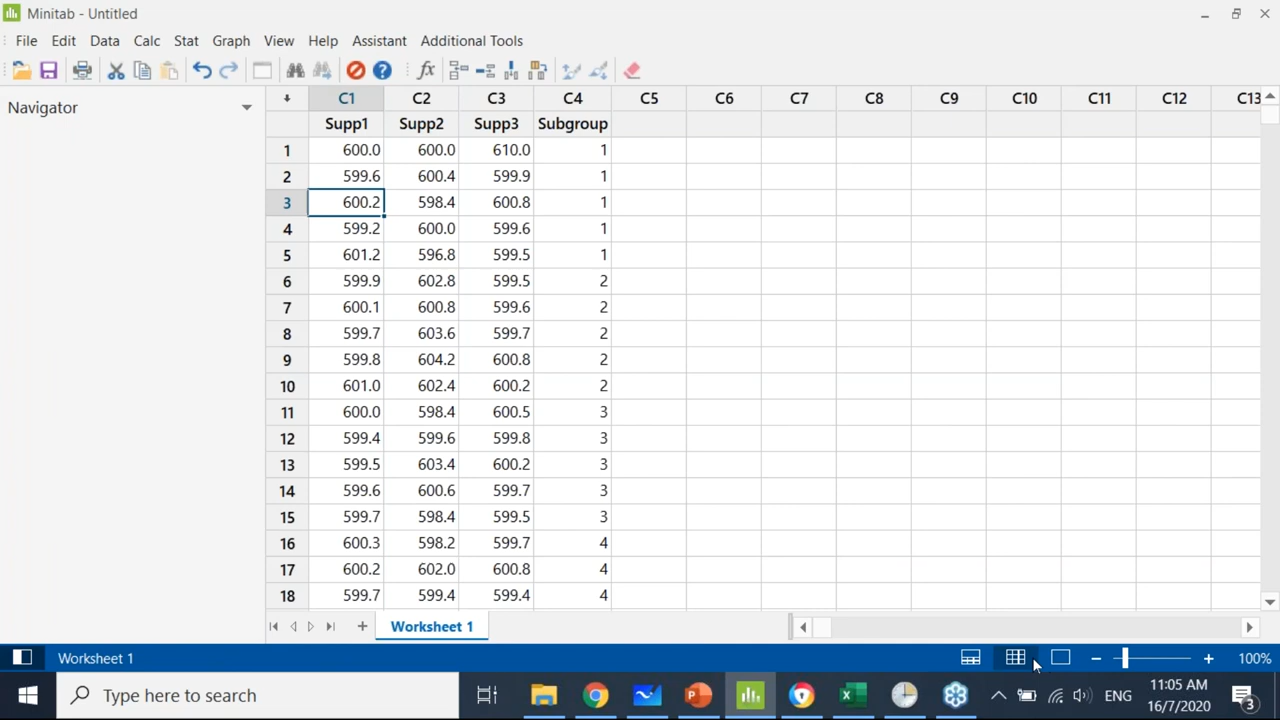 Minitab - Untitled
File Edit Data Calc Stat Graph View Help Assistant Additional Tools
fx
Navigator
C1 C2 C3 C4 C5 C6 C7 C8 C9 C10 C11 C12 C13
Supp1 Supp2 Supp3 Subgroup
1 600.0 600.0 610.0 1
2 599.6 600.4 599.9 1
3 600.2 598.4 600.8 1
4 599.2 600.0 599.6 1
5 601.2 596.8 599.5 1
6 599.9 602.8 599.5 2
7 600.1 600.8 599.6 2
8 599.7 603.6 599.7 2
9 599.8 604.2 600.8 2
10 601.0 602.4 600.2 2
11 600.0 598.4 600.5 3
12 599.4 599.6 599.8 3
13 599.5 603.4 600.2 3
14 599.6 600.6 599.7 3
15 599.7 598.4 599.5 3
16 600.3 598.2 599.7 4
17 600.2 602.0 600.8 4
18 599.7 599.4 599.4 4
Worksheet 1
Worksheet 1 100%
Type here to search
ENG
11:05 AM
16/7/2020
3